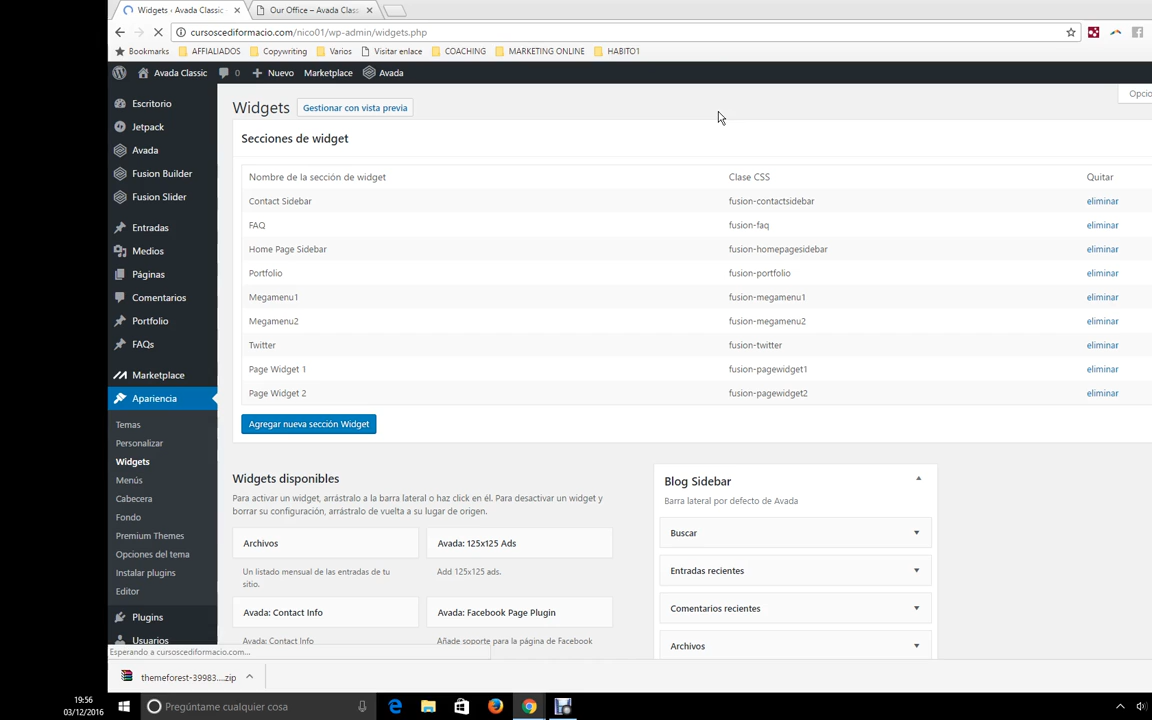 Widgets ‹ Avada Classic
Our Office – Avada Clas
cursoscediformacio.com/nico01/wp-admin/widgets.php
Bookmarks AFFIALIADOS Copywriting Varios Visitar enlace COACHING MARKETING ONLINE HABITO1
Avada Classic 0 Nuevo Marketplace Avada
Escritorio
Jetpack
Avada
Fusion Builder
Fusion Slider
Entradas
Medios
Páginas
Comentarios
Portfolio
FAQs
Marketplace
Apariencia
Temas
Personalizar
Widgets
Menús
Cabecera
Fondo
Premium Themes
Opciones del tema
Instalar plugins
Editor
Plugins
Usuarios
Opcio
Widgets Gestionar con vista previa
Secciones de widget
Nombre de la sección de widget Clase CSS Quitar
Contact Sidebar fusion-contactsidebar eliminar
FAQ fusion-faq eliminar
Home Page Sidebar fusion-homepagesidebar eliminar
Portfolio fusion-portfolio eliminar
Megamenu1 fusion-megamenu1 eliminar
Megamenu2 fusion-megamenu2 eliminar
Twitter fusion-twitter eliminar
Page Widget 1 fusion-pagewidget1 eliminar
Page Widget 2 fusion-pagewidget2 eliminar
Agregar nueva sección Widget
Widgets disponibles
Para activar un widget, arrástralo a la barra lateral o haz click en él. Para desactivar un widget y
borrar su configuración, arrástralo de vuelta a su lugar de origen.
Archivos
Un listado mensual de las entradas de tu
sitio.
Avada: 125x125 Ads
Add 125x125 ads.
Avada: Contact Info
Avada: Contact Info
Avada: Facebook Page Plugin
Añade soporte para la página de Facebook
Blog Sidebar
Barra lateral por defecto de Avada
Buscar
Entradas recientes
Comentarios recientes
Archivos
Esperando a cursoscediformacio.com...
themeforest-39983....zip
19:56
03/12/2016
Pregúntame cualquier cosa